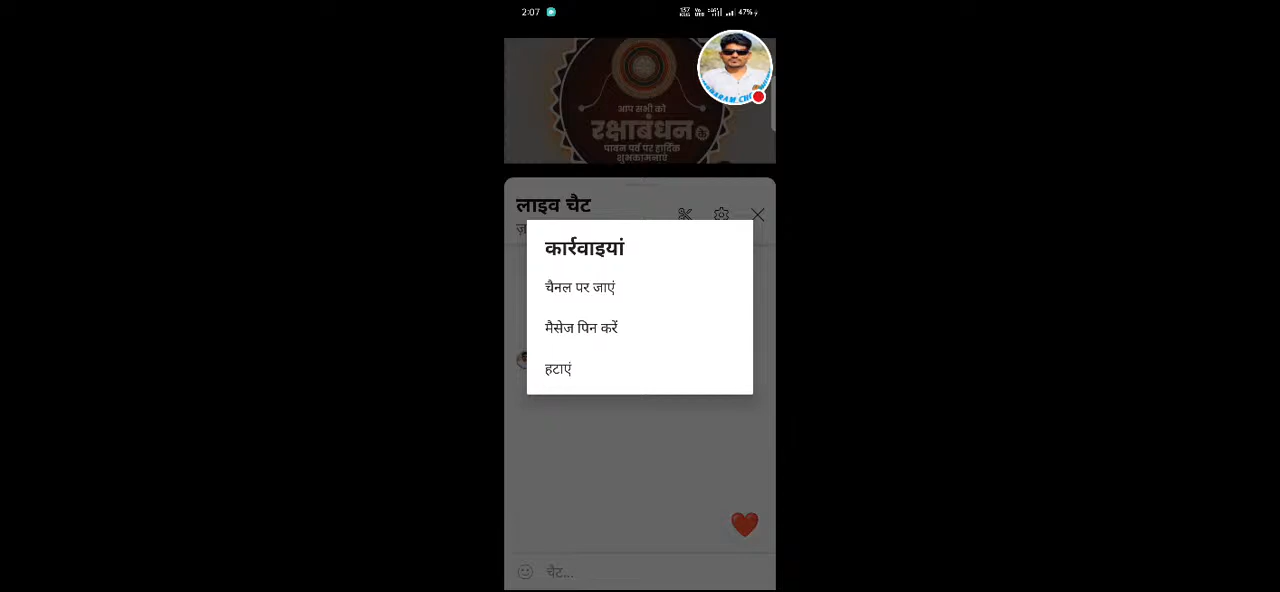 2:07
47%
आप सभी को
रक्षाबंधन के
पावन पर्व पर हार्दिक
शुभकामनाएं
लाइव चैट
कार्रवाइयां
चैनल पर जाएं
मैसेज पिन करें
हटाएं
चैट...